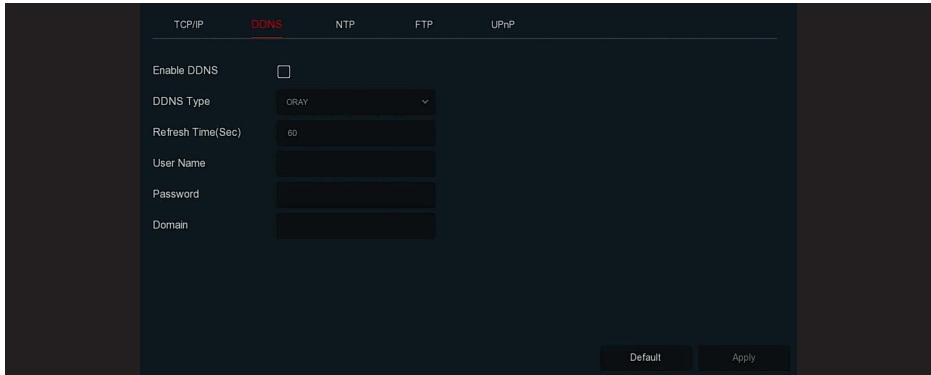 TCP/IP DDNS NTP FTP UPnP
Enable DDNS
DDNS Type ORAY
Refresh Time(Sec) 60
User Name
Password
Domain
Default Apply